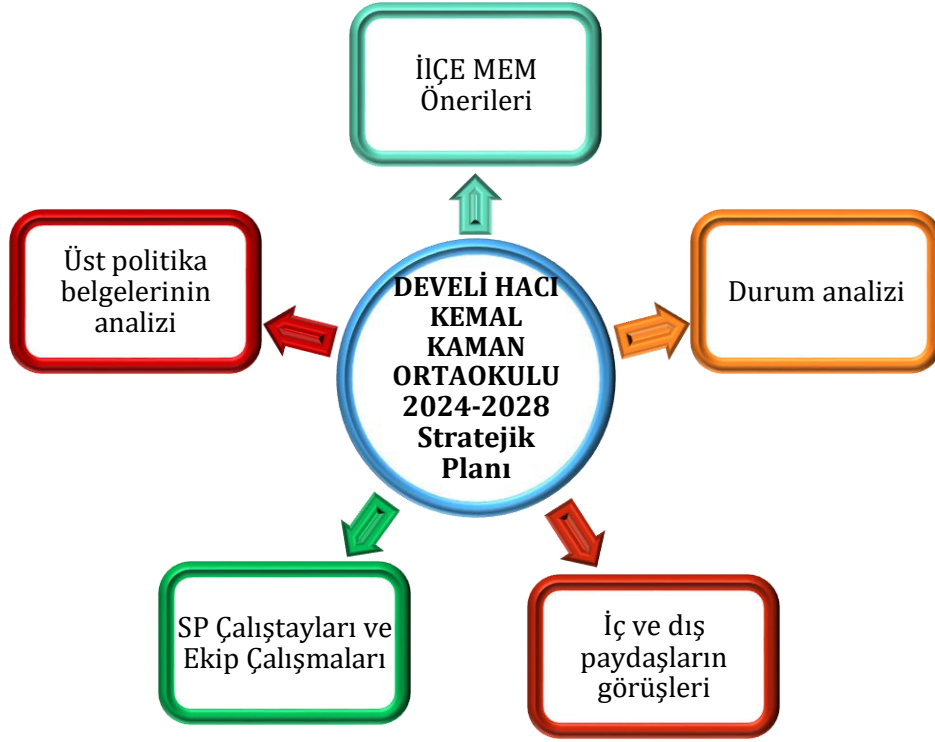 İlÇE MEM
Önerileri
Üst politika
belgelerinin
analizi
DEVELİ HACI
KEMAL
KAMAN
ORTAOKULU
2024-2028
Stratejik
Planı
Durum analizi
SP Çalıştayları ve
Ekip Çalışmaları
İç ve dış
paydaşların
görüşleri